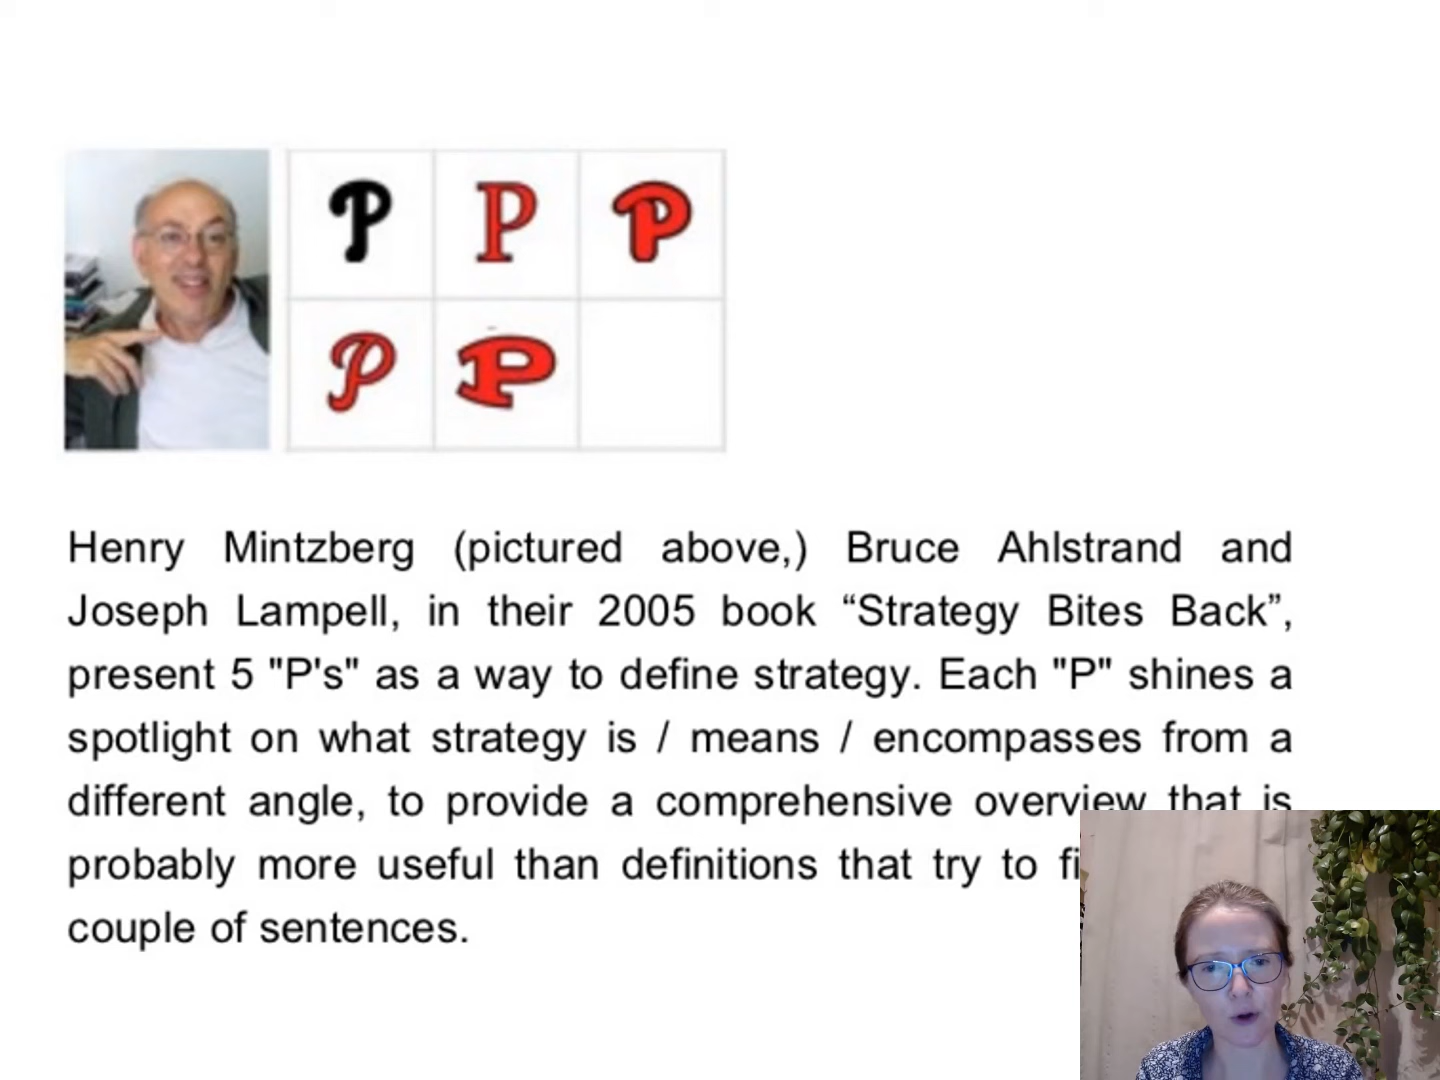 P P P
P P
Henry Mintzberg (pictured above,) Bruce Ahlstrand and
Joseph Lampell, in their 2005 book “Strategy Bites Back”,
present 5 "P's" as a way to define strategy. Each "P" shines a
spotlight on what strategy is / means / encompasses from a
different angle, to provide a comprehensive overview that is
probably more useful than definitions that try to
couple of sentences.